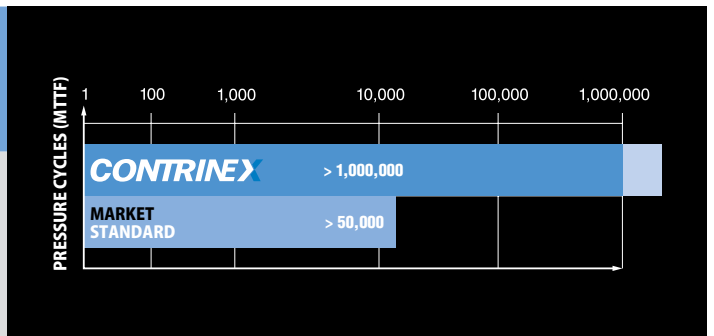 PRESSURE CYCLES (MTTF)
1 100 1,000 10,000 100,000 1,000,000
CONTRINEX > 1,000,000
MARKET
STANDARD > 50,000